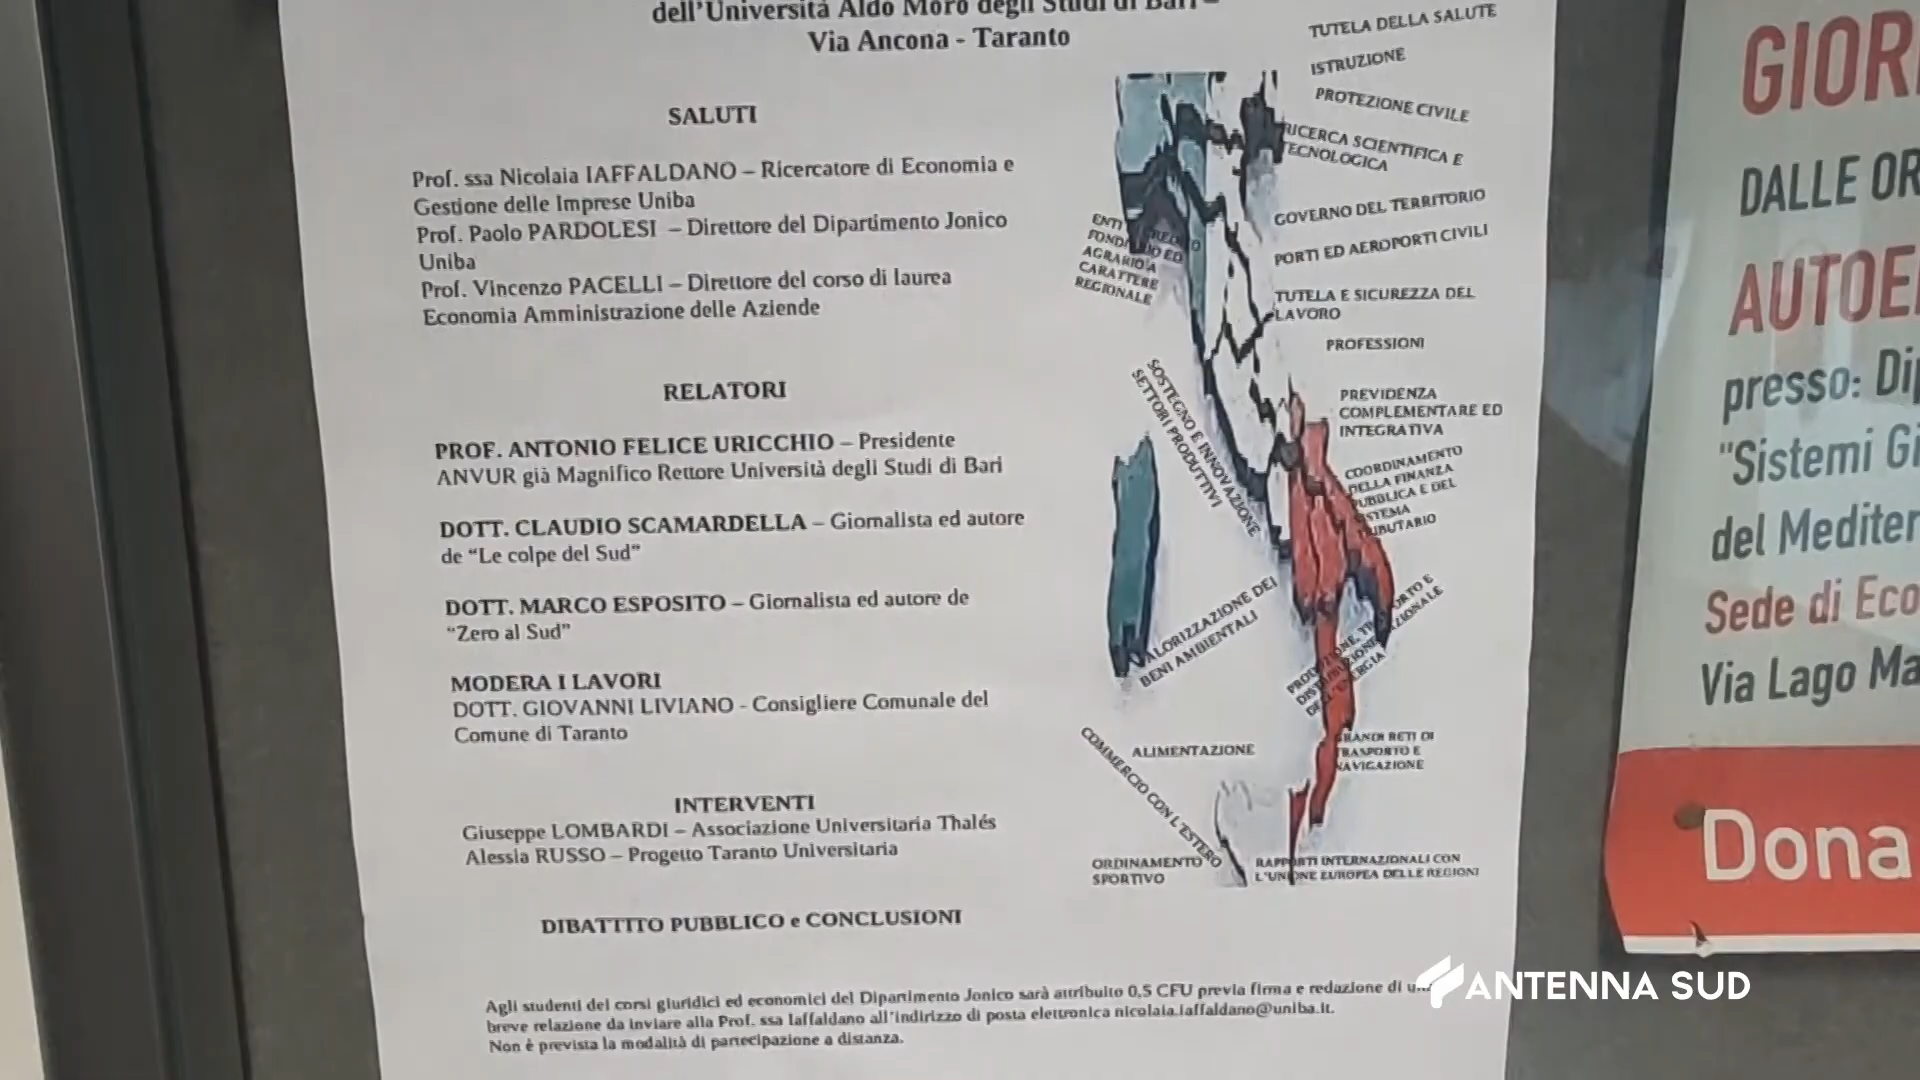 dell'Università Aldo Moro degli Studi di Bari
Via Ancona - Taranto
SALUTI
Prof. ssa Nicolaia IAFFALDANO – Ricercatore di Economia e
Gestione delle Imprese Uniba
Prof. Paolo PARDOLESI – Direttore del Dipartimento Jonico
Uniba
Prof. Vincenzo PACELLI – Direttore del corso di laurea
Economia Amministrazione delle Aziende
RELATORI
PROF. ANTONIO FELICE URICCHIO – Presidente
ANVUR già Magnifico Rettore Università degli Studi di Bari
DOTT. CLAUDIO SCAMARDELLA – Giornalista ed autore
de “Le colpe del Sud”
DOTT. MARCO ESPOSITO – Giornalista ed autore de
“Zero al Sud”
MODERA I LAVORI
DOTT. GIOVANNI LIVIANO - Consigliere Comunale del
Comune di Taranto
INTERVENTI
Giuseppe LOMBARDI – Associazione Universitaria Thalés
Alessia RUSSO – Progetto Taranto Universitaria
DIBATTITO PUBBLICO e CONCLUSIONI
Agli studenti dei corsi giuridici ed economici del Dipartimento Jonico sarà attribuito 0,5 CFU previa firma e redazione di
breve relazione da inviare alla Prof. ssa Iaffaldano all'indirizzo di posta elettronica nicolaia.iaffaldano@uniba.it.
Non è prevista la modalità di partecipazione a distanza.
TUTELA DELLA SALUTE
ISTRUZIONE
PROTEZIONE CIVILE
RICERCA SCIENTIFICA E
TECNOLOGICA
GOVERNO DEL TERRITORIO
PORTI ED AEROPORTI CIVILI
ENTI
FONDIARIO ED
AGRARIO A
CARATTERE
REGIONALE
TUTELA E SICUREZZA DEL
LAVORO
PROFESSIONI
SOSTEGNO E INNOVAZIONE
SETTORI PRODUTTIVI
PREVIDENZA
COMPLEMENTARE ED
INTEGRATIVA
COORDINAMENTO
DELLA FINANZA
PUBBLICA E DEL
SISTEMA
TRIBUTARIO
VALORIZZAZIONE DEI
BENI AMBIENTALI
ALIMENTAZIONE
COMMERCIO CON L'ESTERO
GRANDI RETI DI
TRASPORTO E
NAVIGAZIONE
ORDINAMENTO
SPORTIVO
RAPPORTI INTERNAZIONALI CON
L'UNIONE EUROPEA DELLE REGIONI
GIOR
DALLE OR
AUTOE
presso: Dip
"Sistemi Gi
del Mediter
Sede di Eco
Via Lago Ma
Dona
ANTENNA SUD